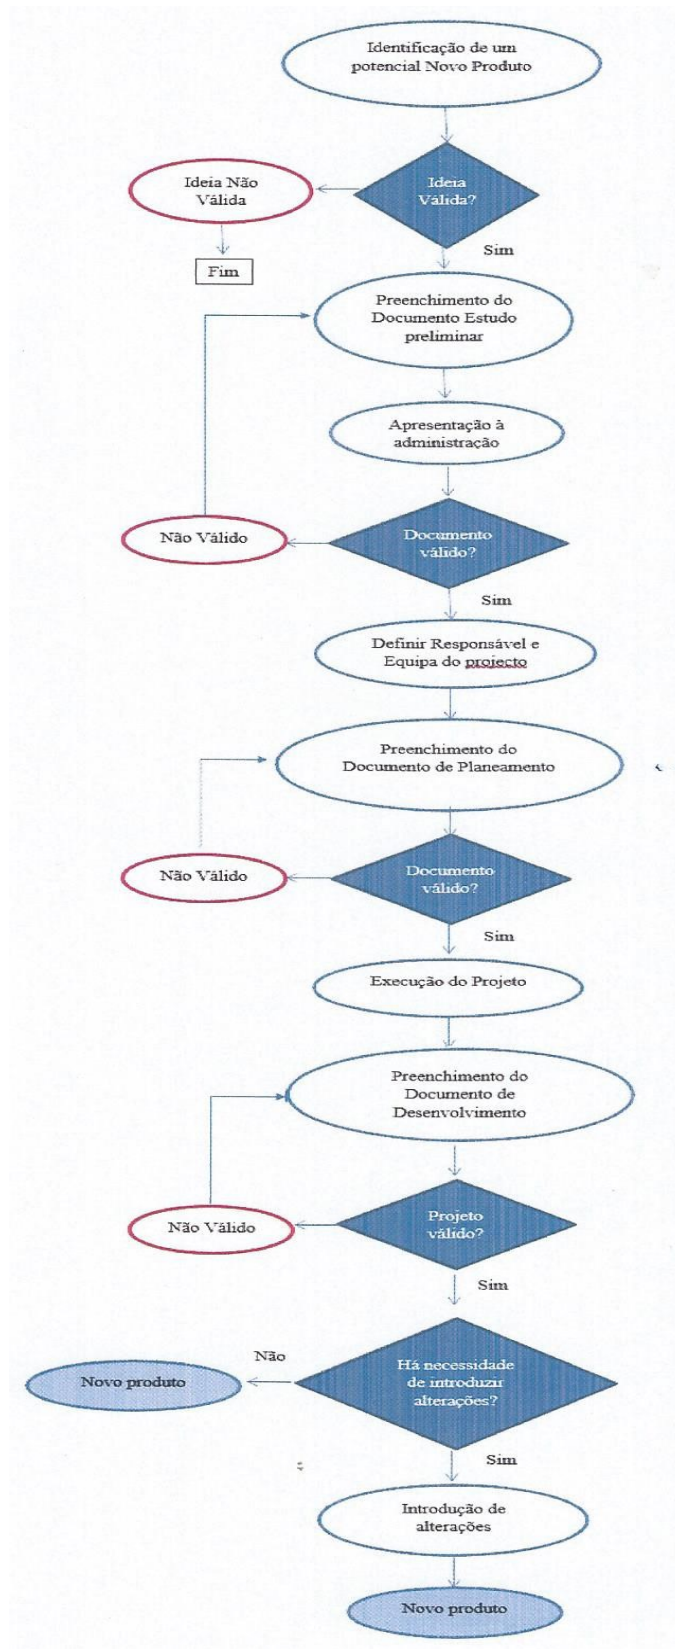 Identificação de um
potencial Novo Produto
Ideia
Válida?
Ideia Não
Válida
Fim
Sim
Preenchimento do
Documento Estudo
preliminar
Apresentação à
administração
Documento
válido?
Não Válido
Sim
Definir Responsável e
Equipa do projecto
Preenchimento do
Documento de Planeamento
Documento
válido?
Não Válido
Sim
Execução do Projeto
Preenchimento do
Documento de
Desenvolvimento
Projeto
válido?
Não Válido
Sim
Há necessidade
de introduzir
alterações?
Não
Novo produto
Sim
Introdução de
alterações
Novo produto